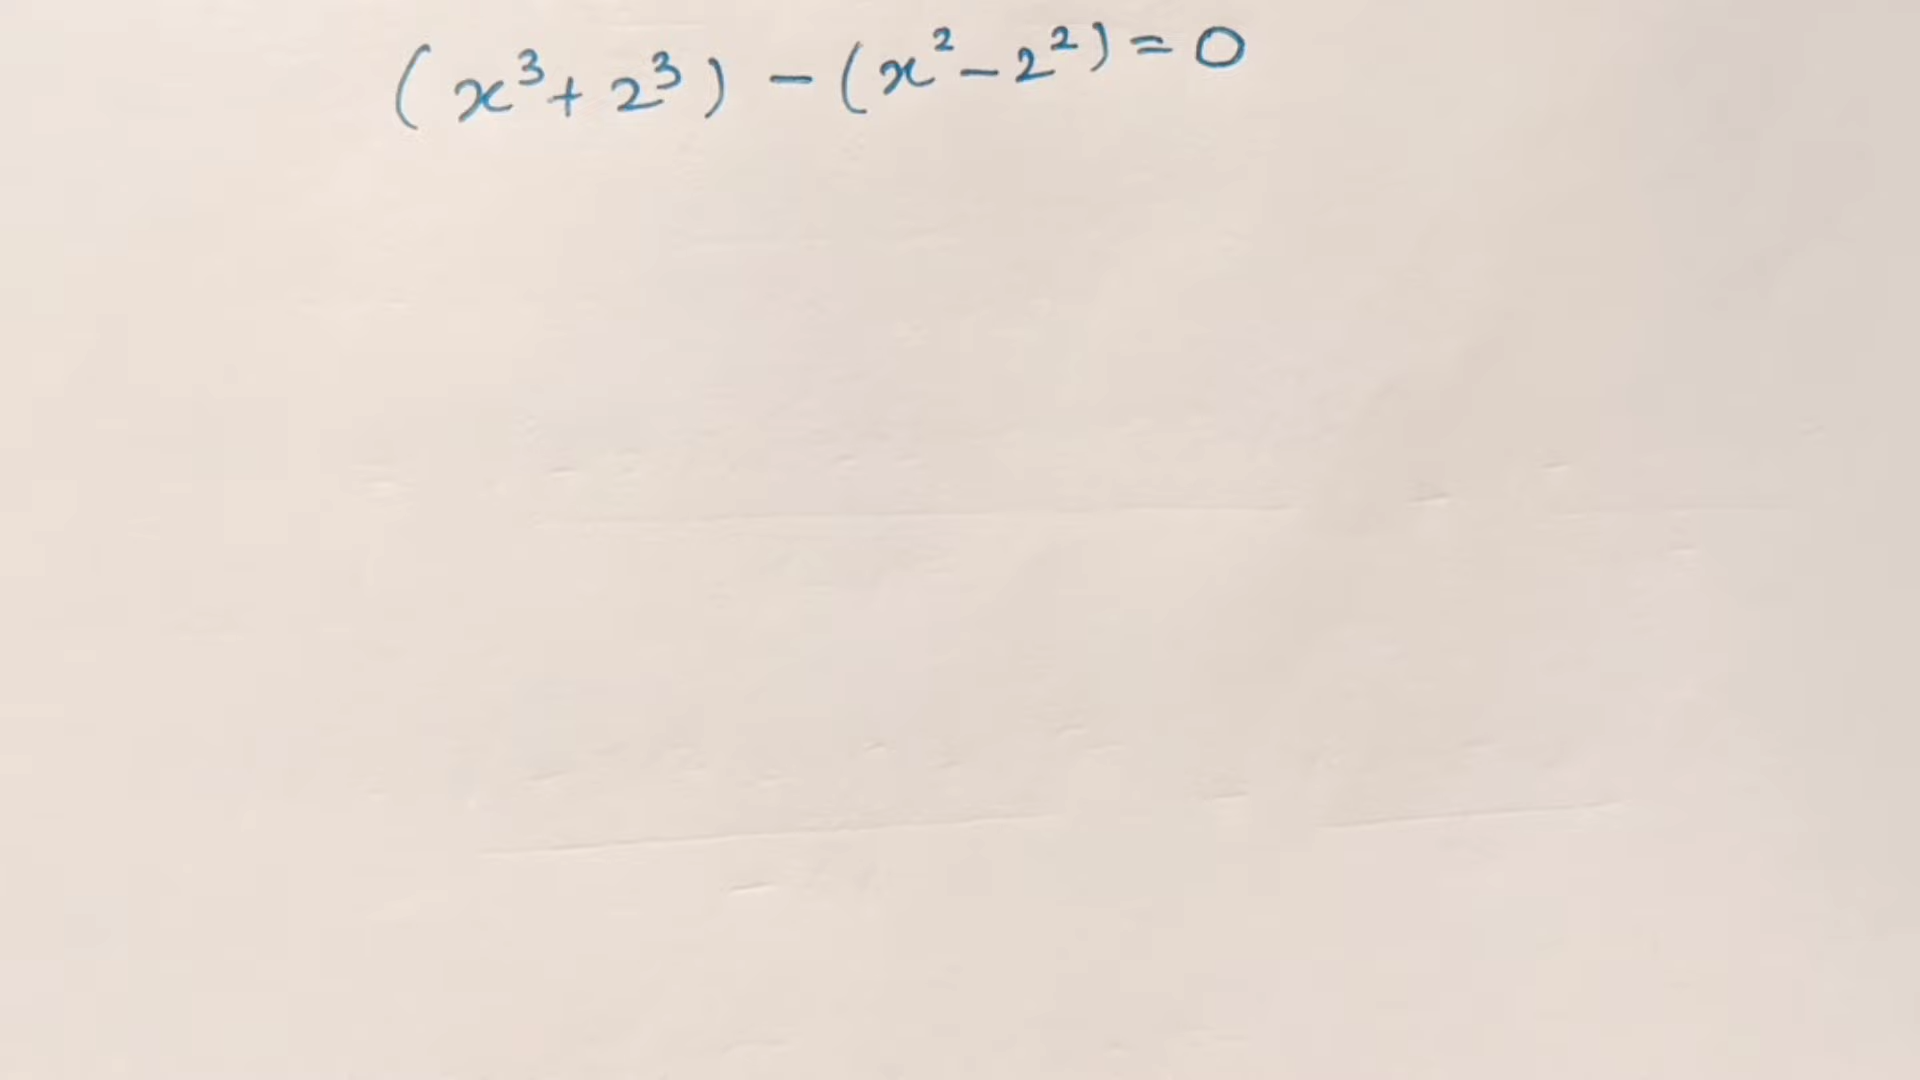 (x³+2³) − (x²−2²) = 0